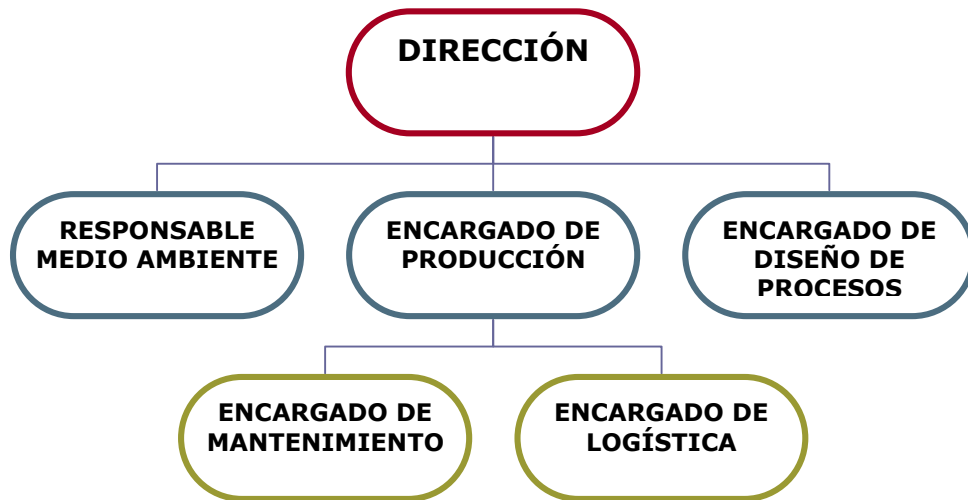 DIRECCIÓN
RESPONSABLE
MEDIO AMBIENTE
ENCARGADO DE
PRODUCCIÓN
ENCARGADO DE
DISEÑO DE
PROCESOS
ENCARGADO DE
MANTENIMIENTO
ENCARGADO DE
LOGÍSTICA